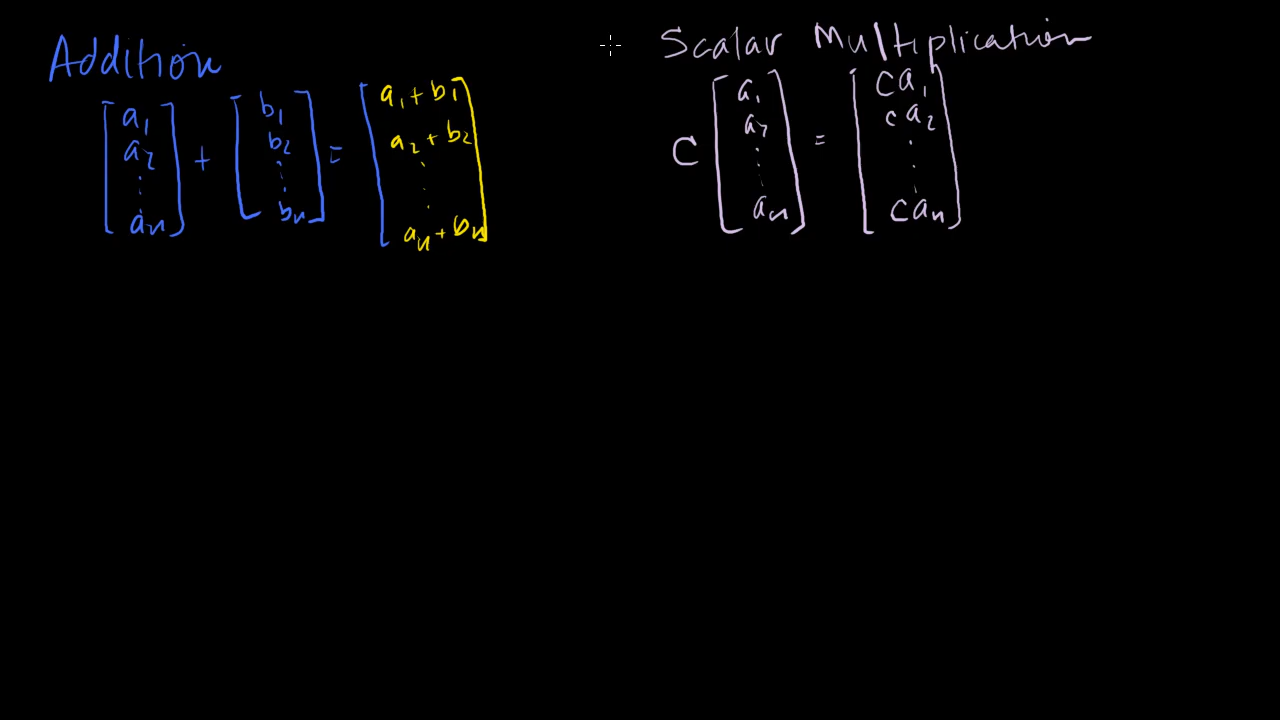 Addition
[a₁ a₂ ⋮ aₙ] + [b₁ b₂ ⋮ bₙ] = [a₁ + b₁ a₂ + b₂ ⋮ aₙ + bₙ]
Scalar Multiplication
c [a₁ a₂ ⋮ aₙ] = [ca₁ ca₂ ⋮ caₙ]